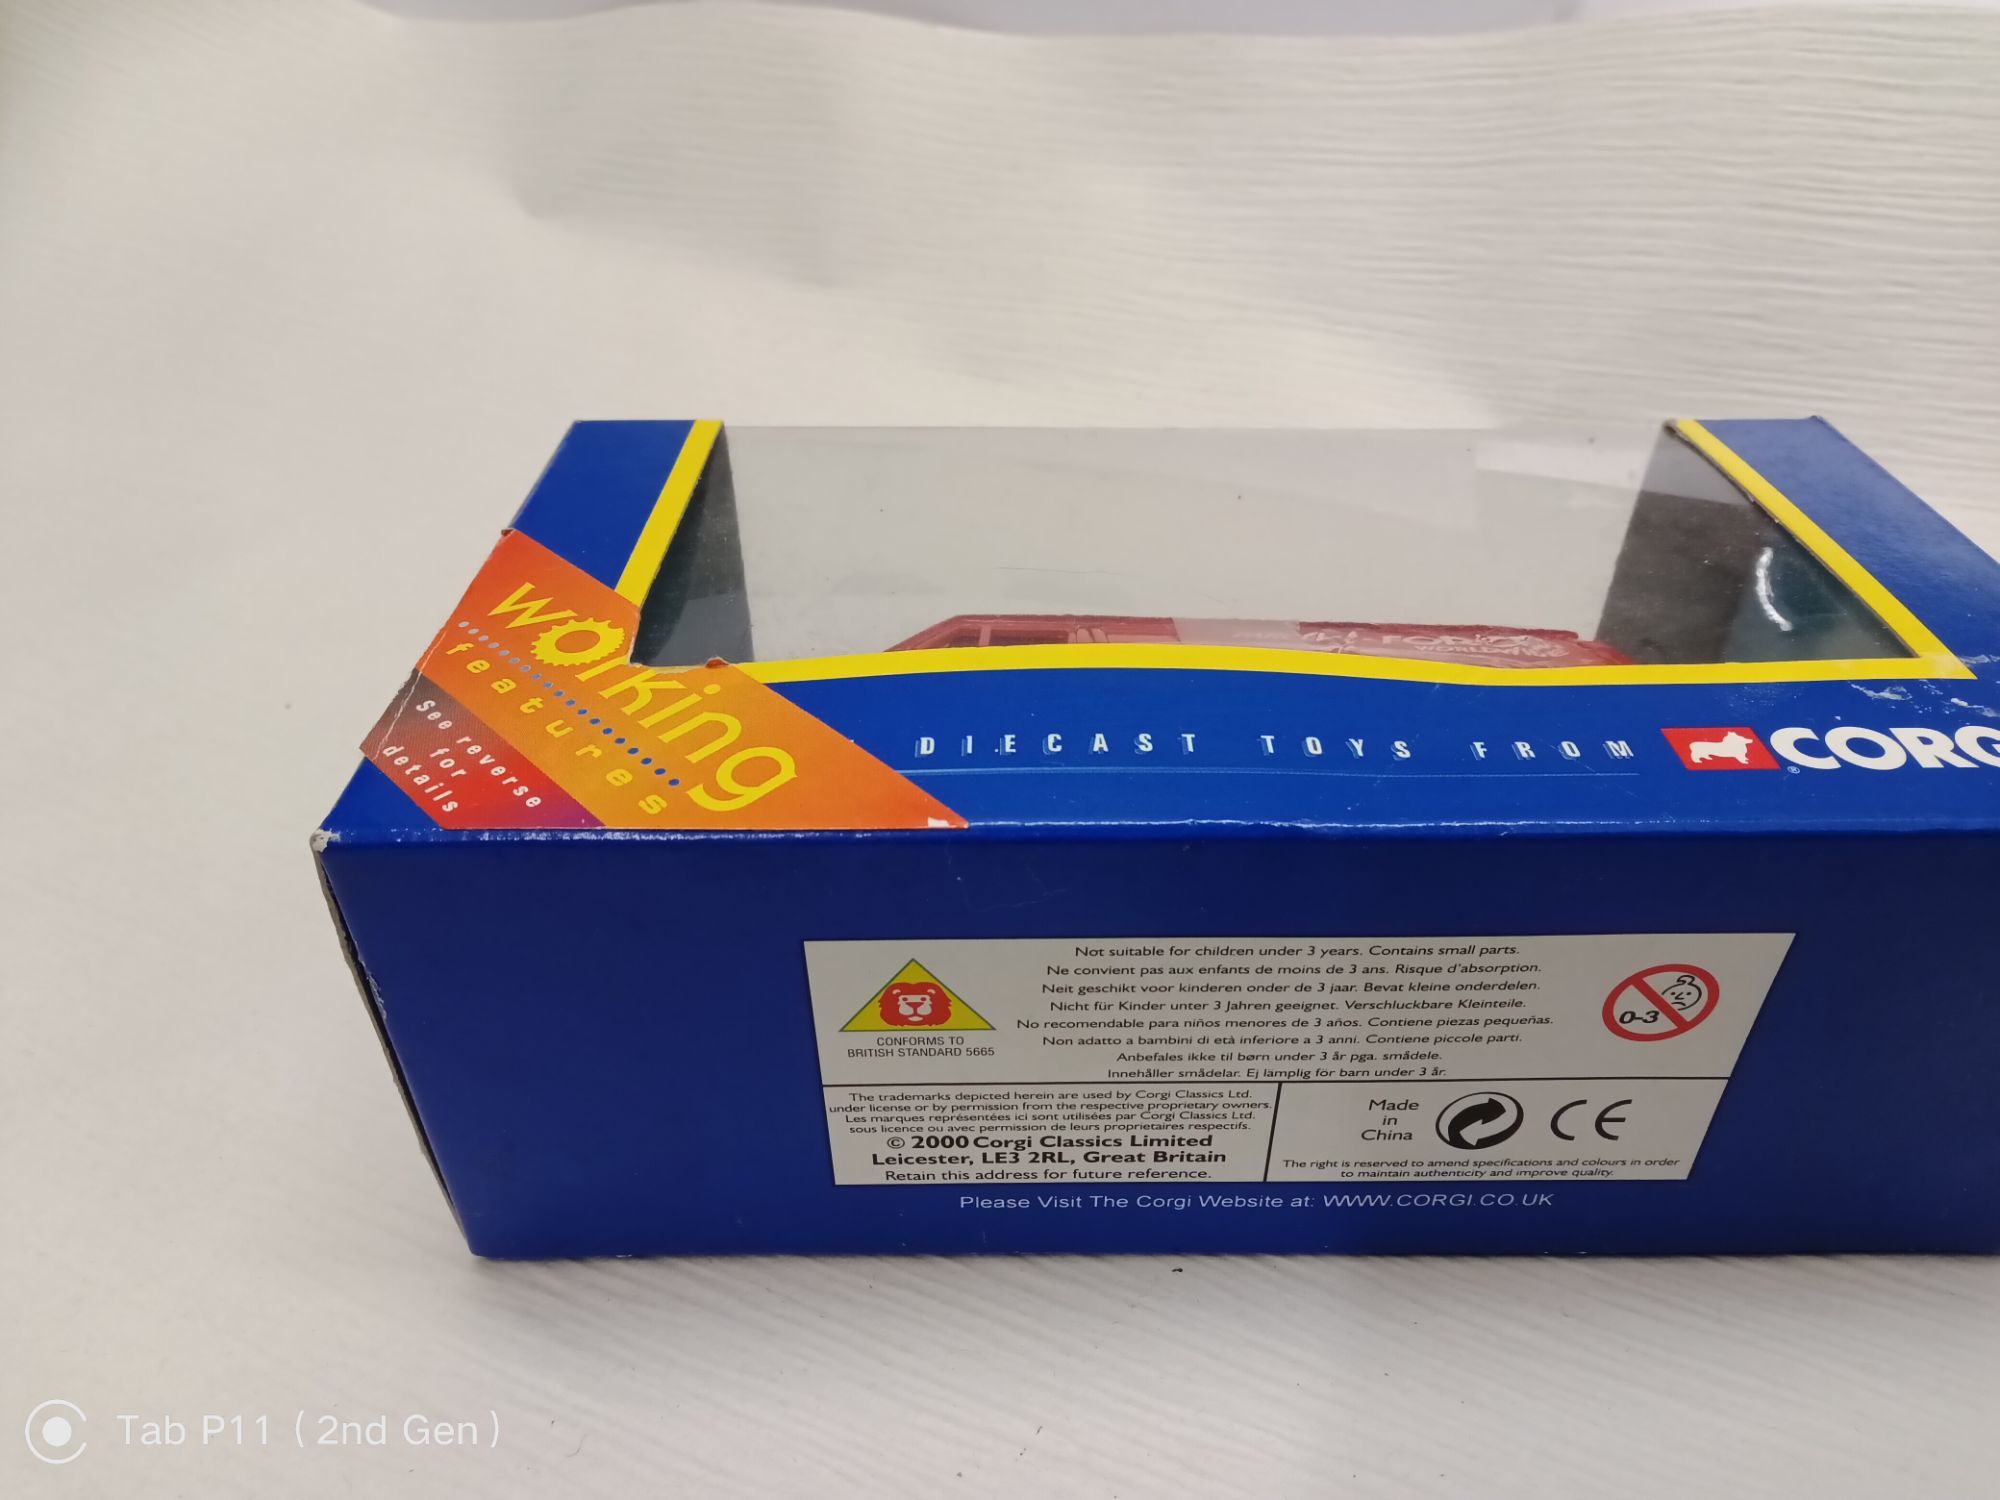 working
features
See reverse
for
details
WORLDWIDE
DIECAST TOYS FROM
CORG
Not suitable for children under 3 years. Contains small parts.
Ne convient pas aux enfants de moins de 3 ans. Risque d'absorption.
Neit geschikt voor kinderen onder de 3 jaar. Bevat kleine onderdelen.
Nicht für Kinder unter 3 Jahren geeignet. Verschluckbare Kleinteile.
No recomendable para niños menores de 3 años. Contiene piezas pequeñas.
Non adatto a bambini di età inferiore a 3 anni. Contiene piccole parti.
Anbefales ikke til børn under 3 år pga. smådele.
Innehåller smådelar. Ej lämplig för barn under 3 år.
CONFORMS TO
BRITISH STANDARD 5665
0-3
The trademarks depicted herein are used by Corgi Classics Ltd.
under license or by permission from the respective proprietary owners.
Les marques représentées ici sont utilisées par Corgi Classics Ltd.
sous licence ou avec permission de leurs proprietaires respectifs.
© 2000 Corgi Classics Limited
Leicester, LE3 2RL, Great Britain
Retain this address for future reference.
Made
in
China
CE
The right is reserved to amend specifications and colours in order
to maintain authenticity and improve quality.
Please Visit The Corgi Website at: WWW.CORGI.CO.UK
Tab P11 (2nd Gen)